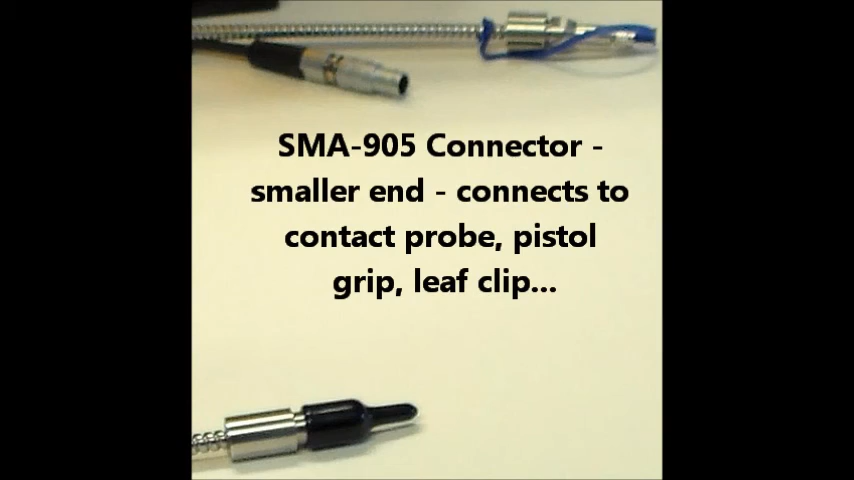 SMA-905 Connector -
smaller end - connects to
contact probe, pistol
grip, leaf clip...